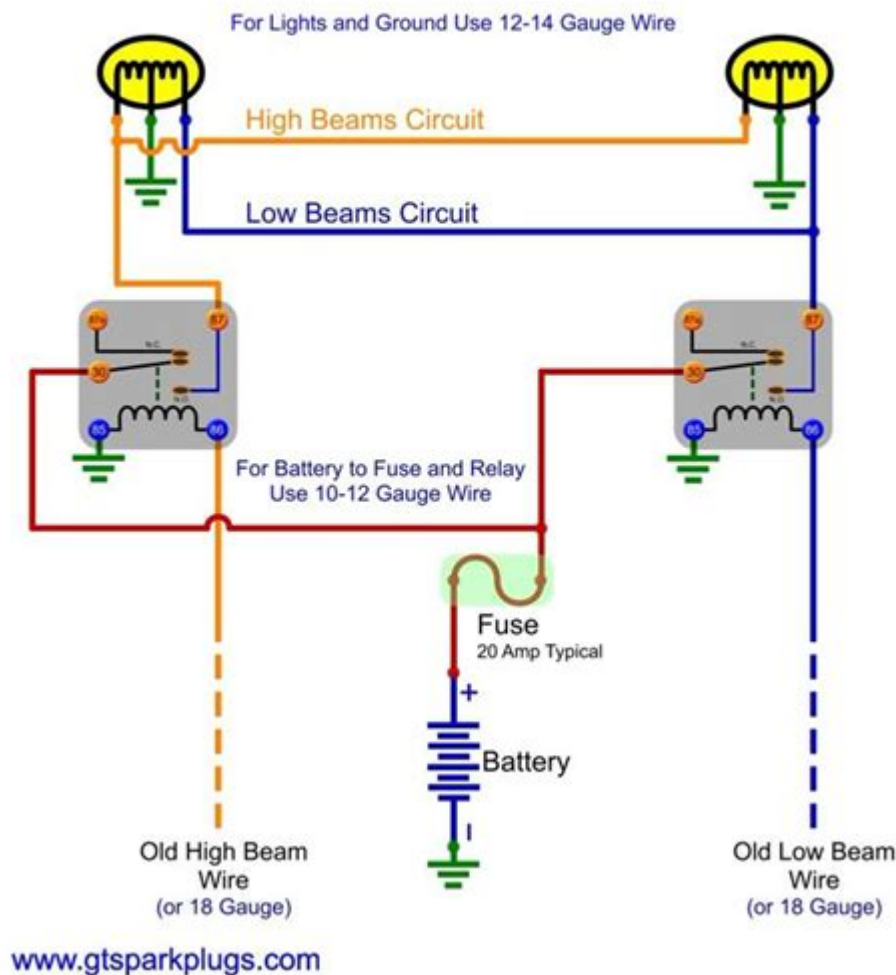 For Lights and Ground Use 12-14 Gauge Wire
High Beams Circuit
Low Beams Circuit
87a
87
87a
87
N.C.
N.C.
30
30
N.O.
N.O.
85
86
85
86
For Battery to Fuse and Relay
Use 10-12 Gauge Wire
Fuse
20 Amp Typical
+
Battery
–
Old High Beam
Wire
(or 18 Gauge)
Old Low Beam
Wire
(or 18 Gauge)
www.gtsparkplugs.com